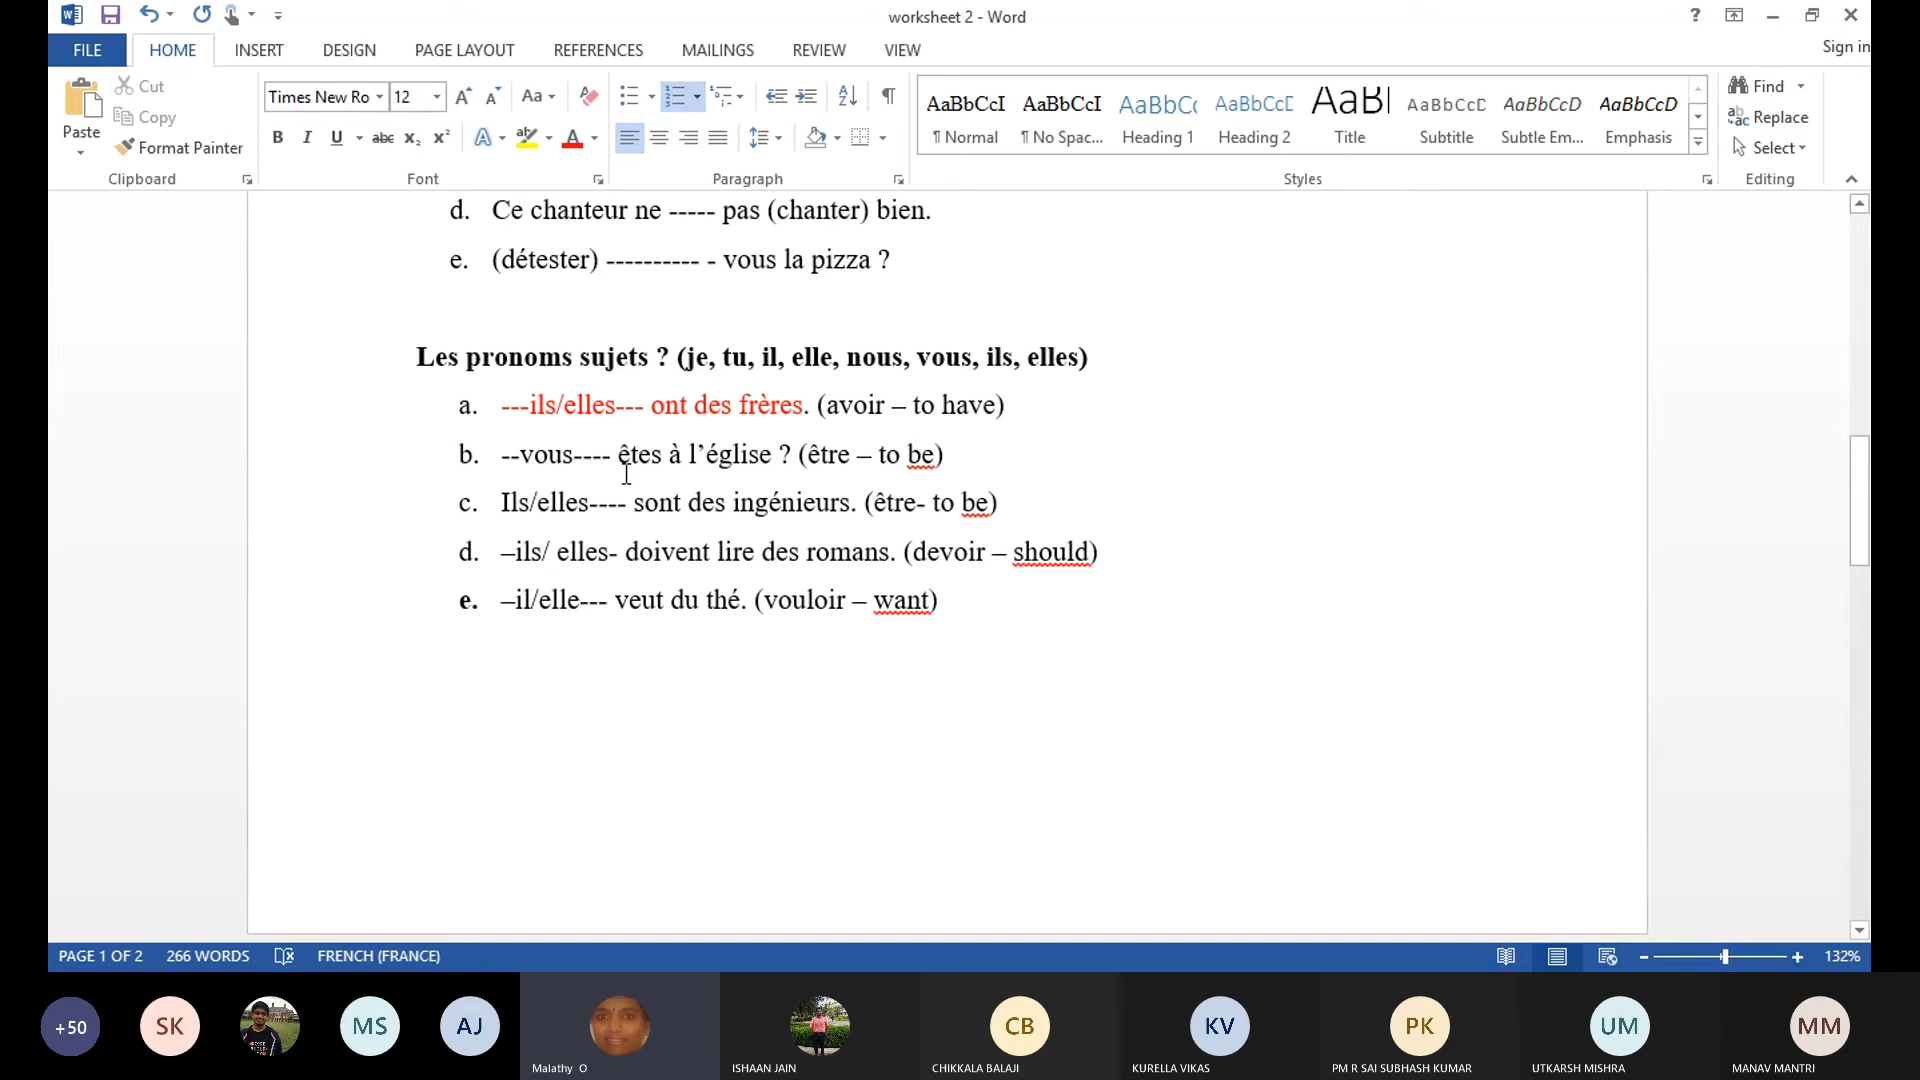 worksheet 2 - Word
? Sign in
FILE HOME INSERT DESIGN PAGE LAYOUT REFERENCES MAILINGS REVIEW VIEW
Paste Cut Copy Format Painter
Times New Ro 12 Aa
B I U abc X₂ X² A ab A
AaBbCcI AaBbCcI AaBbCc AaBbCcD AaBl AaBbCcD AaBbCcD AaBbCcD
¶ Normal ¶ No Spac... Heading 1 Heading 2 Title Subtitle Subtle Em... Emphasis
Find Replace Select
Clipboard Font Paragraph Styles Editing
d. Ce chanteur ne ----- pas (chanter) bien.
e. (détester) ---------- - vous la pizza ?
Les pronoms sujets ? (je, tu, il, elle, nous, vous, ils, elles)
a. ---ils/elles--- ont des frères. (avoir – to have)
b. --vous---- êtes à l’église ? (être – to be)
c. Ils/elles---- sont des ingénieurs. (être- to be)
d. –ils/ elles- doivent lire des romans. (devoir – should)
e. –il/elle--- veut du thé. (vouloir – want)
PAGE 1 OF 2 266 WORDS FRENCH (FRANCE) 132%
+50 SK MS AJ CB KV PK UM MM
Malathy O ISHAAN JAIN CHIKKALA BALAJI KURELLA VIKAS PM R SAI SUBHASH KUMAR UTKARSH MISHRA MANAV MANTRI